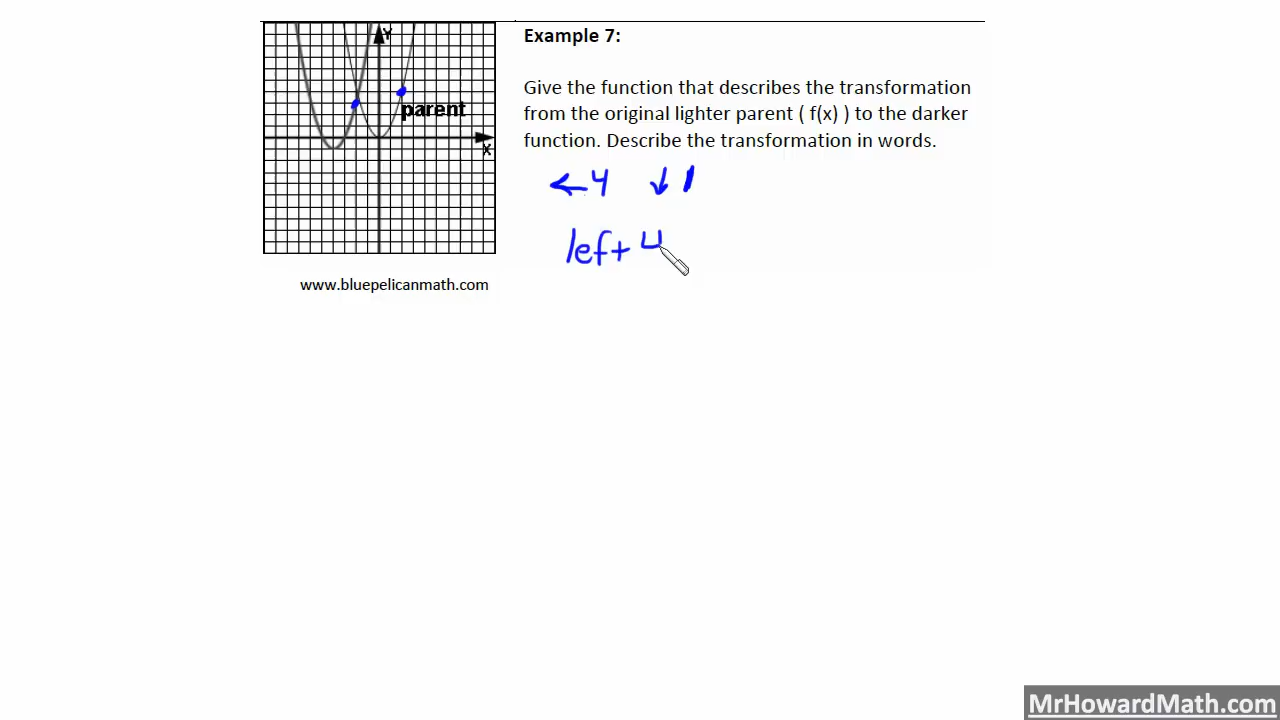 Y
parent
X
Example 7:
Give the function that describes the transformation
from the original lighter parent ( f(x) ) to the darker
function. Describe the transformation in words.
←4 ↓1
left 4
www.bluepelicanmath.com
MrHowardMath.com